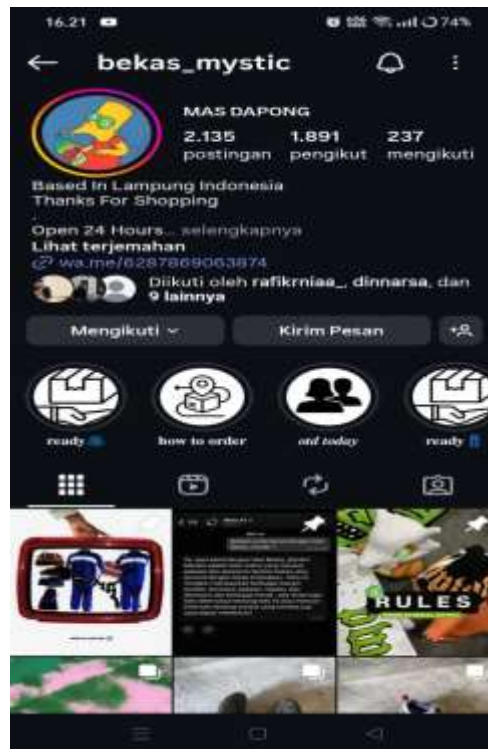 16.21
74%
bekas_mystic
MAS DAPONG
2.135 1.891 237
postingan pengikut mengikuti
Based In Lampung Indonesia
Thanks For Shopping
.
Open 24 Hours... selengkapnya
Lihat terjemahan
wa.me/6287869063874
Diikuti oleh rafikrniaa_, dinnarsa, dan
9 lainnya
Mengikuti Kirim Pesan
ready how to order otd today ready
RULES